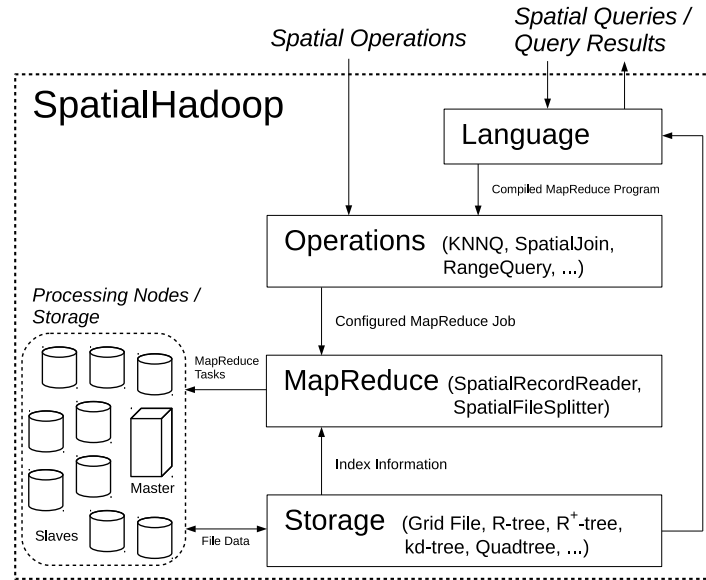 Spatial Operations
Spatial Queries /
Query Results
SpatialHadoop
Language
Compiled MapReduce Program
Operations (KNNQ, SpatialJoin,
RangeQuery, ...)
Processing Nodes /
Storage
Configured MapReduce Job
MapReduce
Tasks
MapReduce (SpatialRecordReader,
SpatialFileSplitter)
Master
Index Information
Slaves
File Data
Storage (Grid File, R-tree, R⁺-tree,
kd-tree, Quadtree, ...)